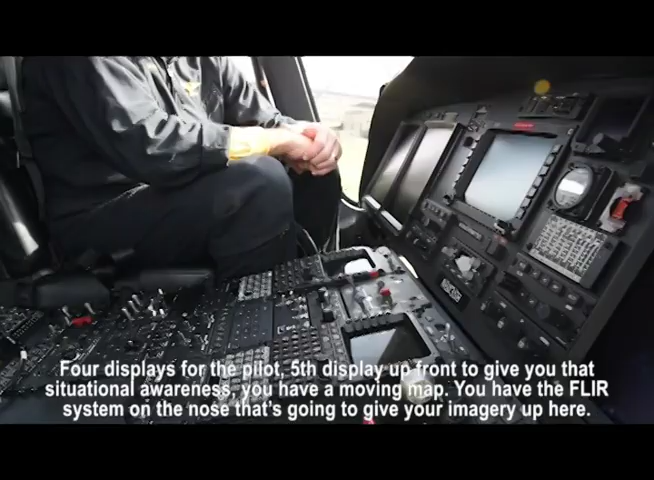 Four displays for the pilot, 5th display up front to give you that
situational awareness, you have a moving map. You have the FLIR
system on the nose that's going to give your imagery up here.